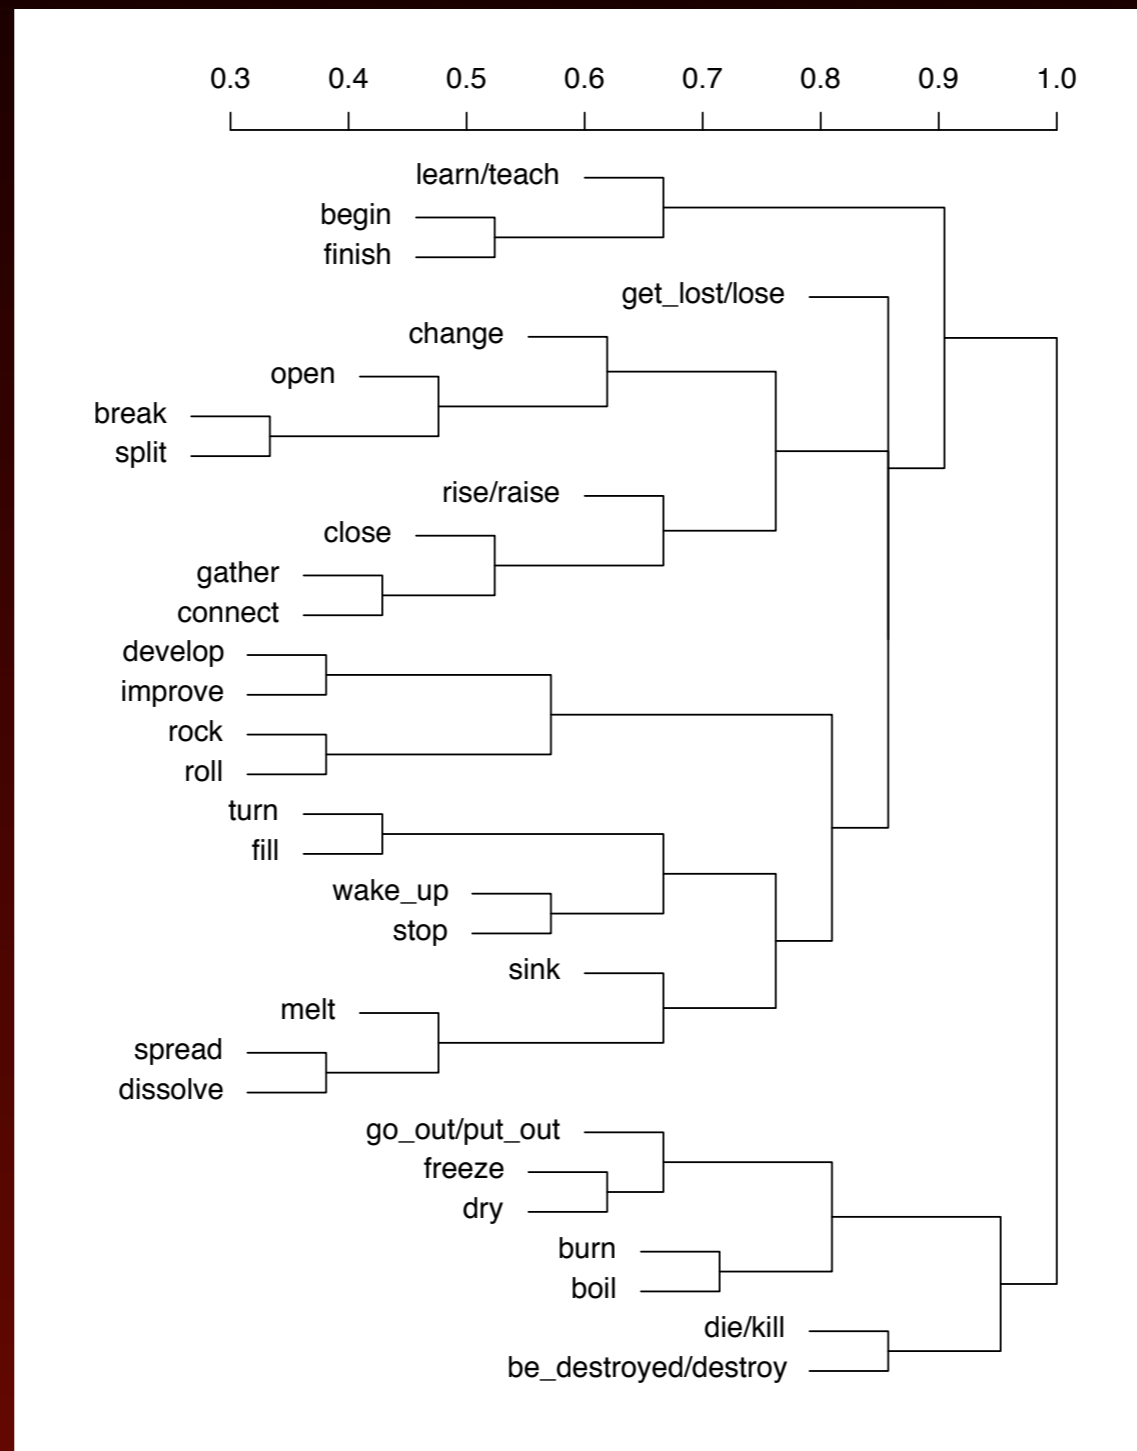 0.3 0.4 0.5 0.6 0.7 0.8 0.9 1.0
learn/teach
begin
finish
get_lost/lose
change
open
break
split
rise/raise
close
gather
connect
develop
improve
rock
roll
turn
fill
wake_up
stop
sink
melt
spread
dissolve
go_out/put_out
freeze
dry
burn
boil
die/kill
be_destroyed/destroy